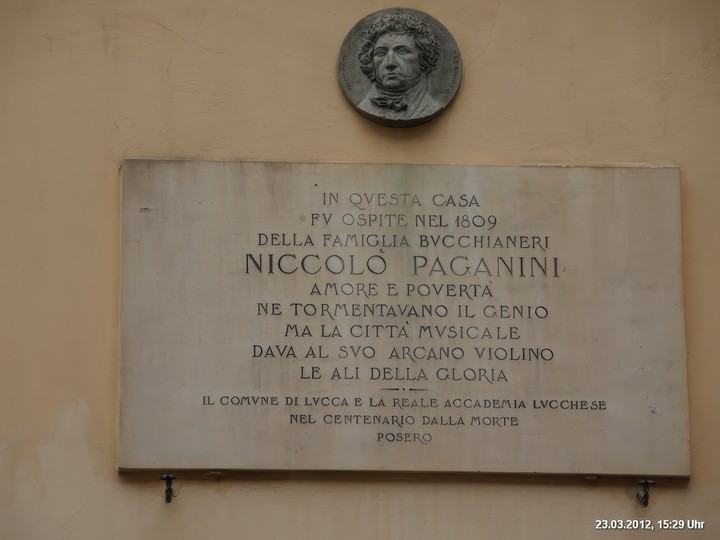 IN QVESTA CASA
FV OSPITE NEL 1809
DELLA FAMIGLIA BVCCHIANERI
NICCOLÒ PAGANINI
AMORE E POVERTA'
NE TORMENTAVANO IL GENIO
MA LA CITTA' MVSICALE
DAVA AL SVO ARCANO VIOLINO
LE ALI DELLA GLORIA
IL COMVNE DI LVCCA E LA REALE ACCADEMIA LVCCHESE
NEL CENTENARIO DALLA MORTE
POSERO
23.03.2012, 15:29 Uhr